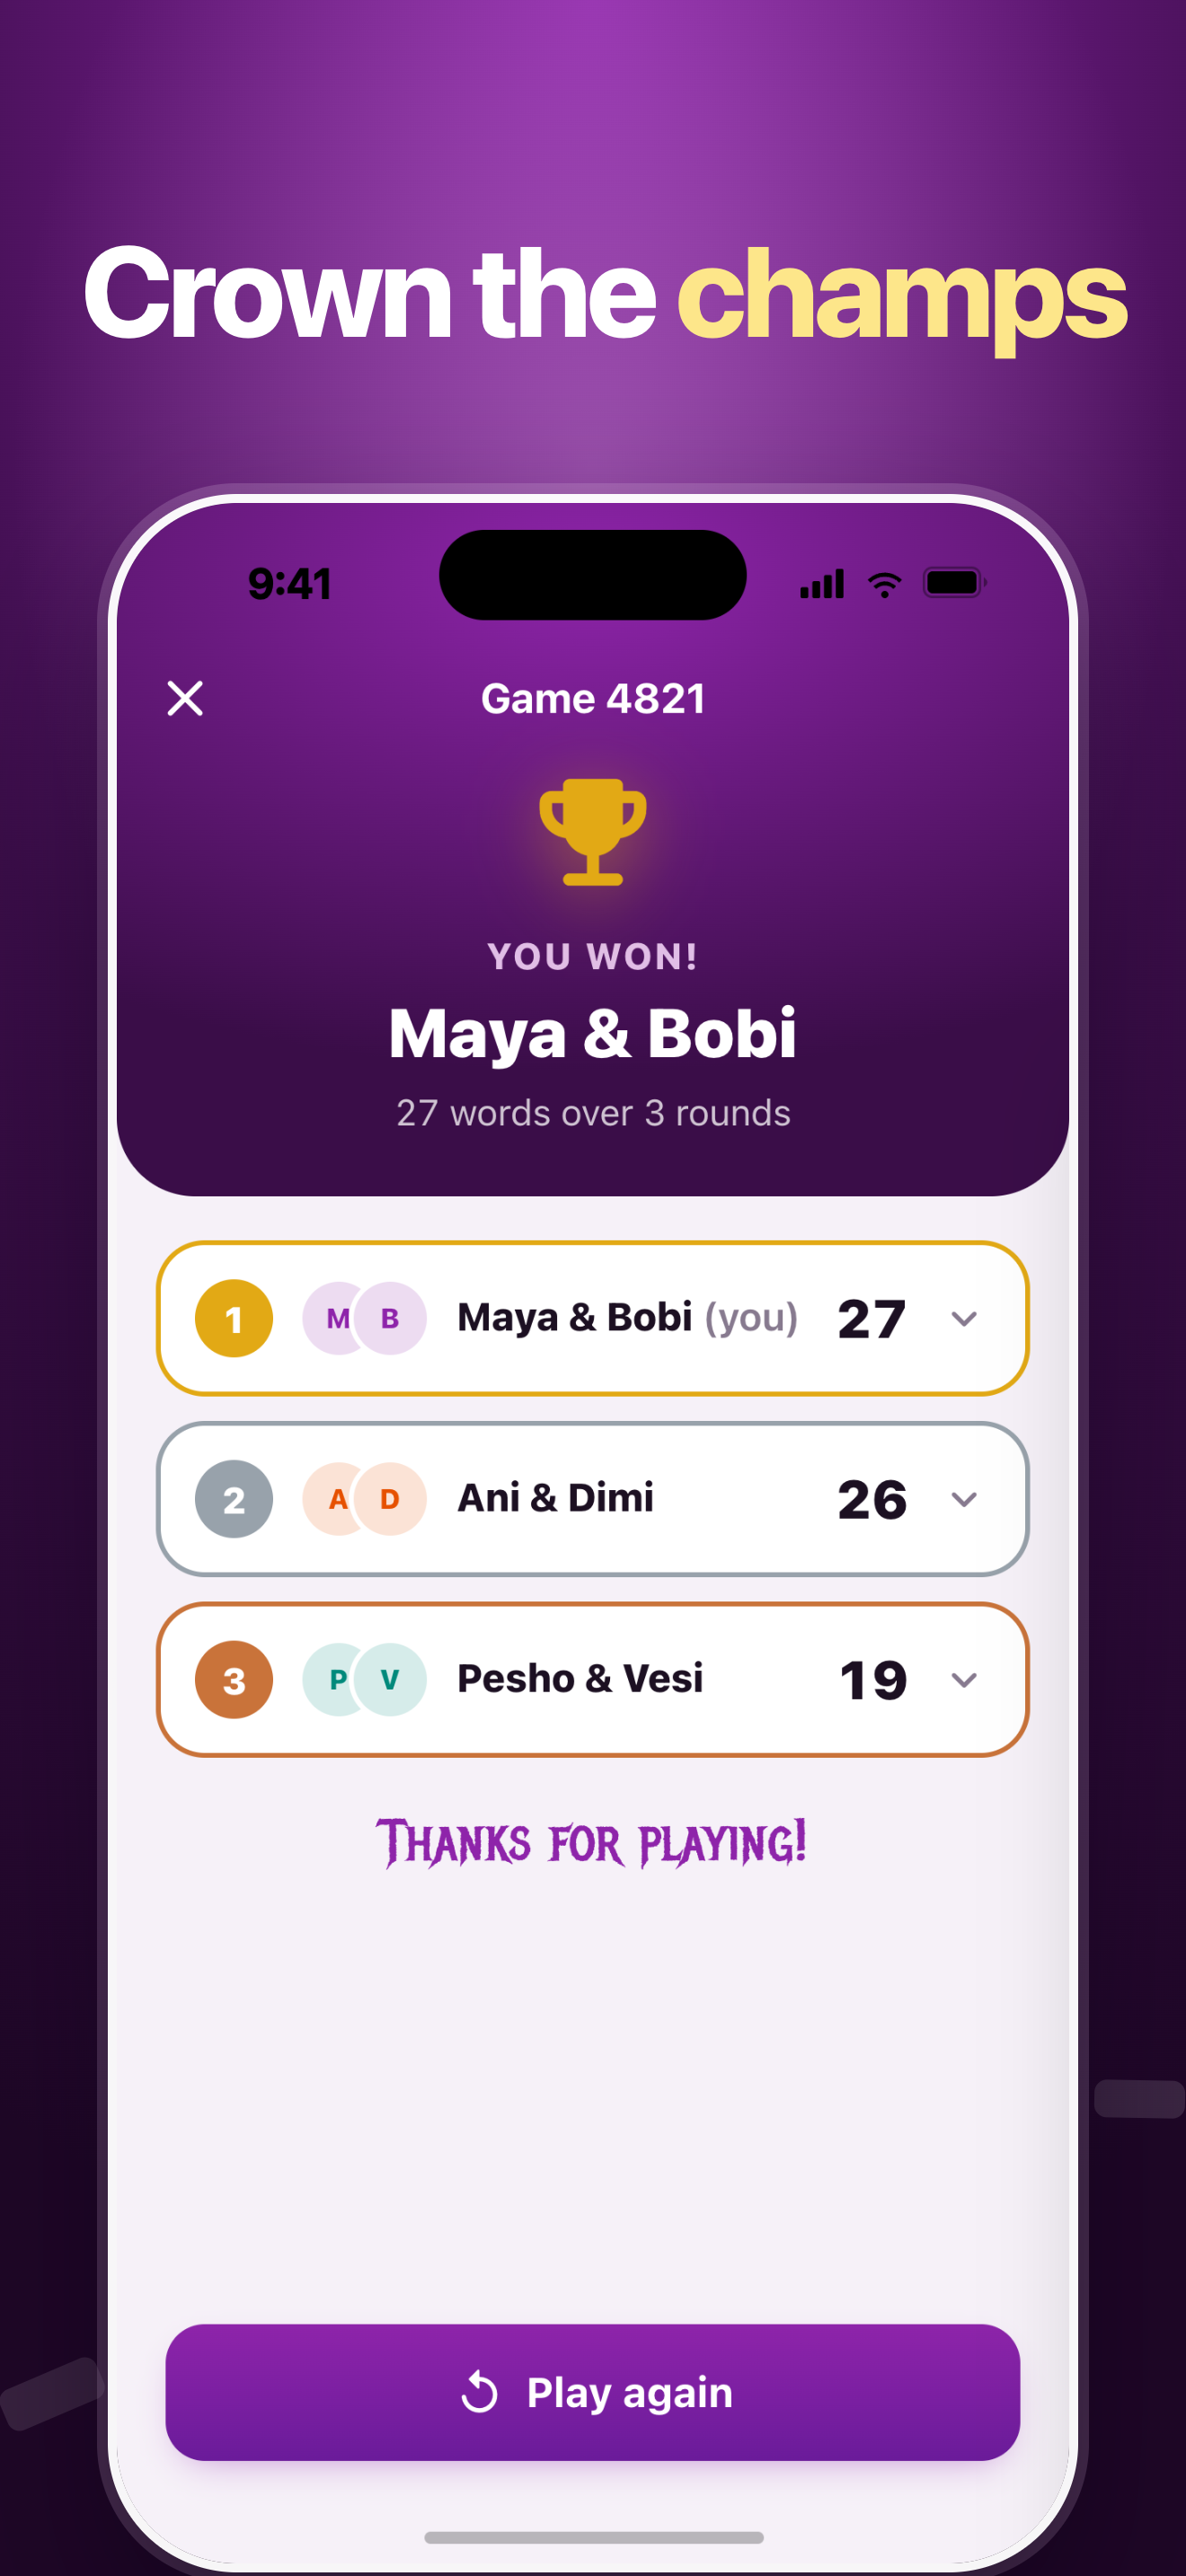 Crown the champs
9:41
Game 4821
YOU WON!
Maya & Bobi
27 words over 3 rounds
1 M B Maya & Bobi (you) 27
2 A D Ani & Dimi 26
3 P V Pesho & Vesi 19
Thanks for playing!
Play again